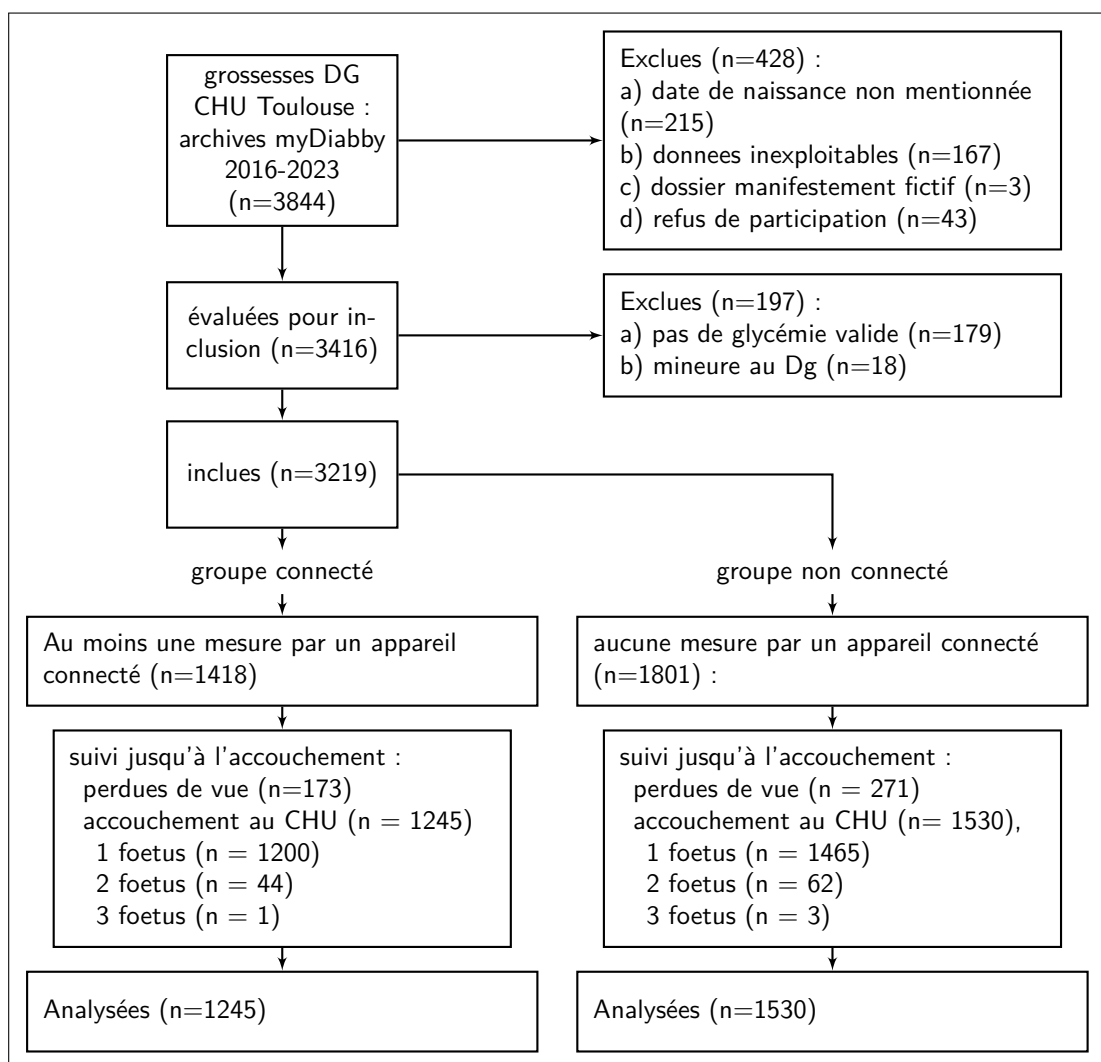 grossesses DG
CHU Toulouse :
archives myDiabby
2016-2023
(n=3844)
Exclues (n=428) :
a) date de naissance non mentionnée
(n=215)
b) donnees inexploitables (n=167)
c) dossier manifestement fictif (n=3)
d) refus de participation (n=43)
évaluées pour in-
clusion (n=3416)
Exclues (n=197) :
a) pas de glycémie valide (n=179)
b) mineure au Dg (n=18)
inclues (n=3219)
groupe connecté
groupe non connecté
Au moins une mesure par un appareil
connecté (n=1418)
aucune mesure par un appareil connecté
(n=1801) :
suivi jusqu'à l'accouchement :
perdues de vue (n=173)
accouchement au CHU (n = 1245)
1 foetus (n = 1200)
2 foetus (n = 44)
3 foetus (n = 1)
suivi jusqu'à l'accouchement :
perdues de vue (n = 271)
accouchement au CHU (n= 1530),
1 foetus (n = 1465)
2 foetus (n = 62)
3 foetus (n = 3)
Analysées (n=1245)
Analysées (n=1530)